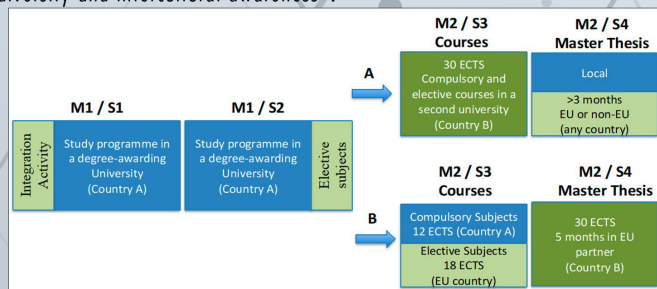 and intercultural awareness".
M1 / S1
Integration
Activity
Study programme in
a degree-awarding
University
(Country A)
M1 / S2
Study programme in
a degree-awarding
University
(Country A)
Elective
subjects
A
M2 / S3
Courses
30 ECTS
Compulsory and
elective courses in a
second university
(Country B)
M2 / S4
Master Thesis
Local
>3 months
EU or non-EU
(any country)
B
M2 / S3
Courses
Compulsory Subjects
12 ECTS (Country A)
Elective Subjects
18 ECTS
(EU country)
M2 / S4
Master Thesis
30 ECTS
5 months in EU
partner
(Country B)